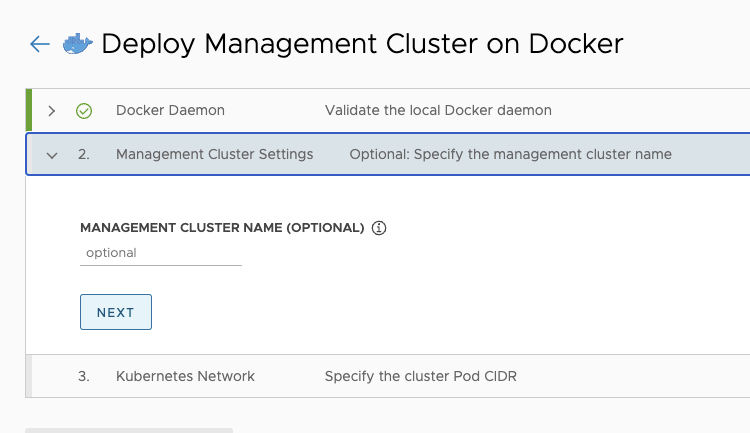 Deploy Management Cluster on Docker
Docker Daemon Validate the local Docker daemon
2. Management Cluster Settings Optional: Specify the management cluster name
MANAGEMENT CLUSTER NAME (OPTIONAL)
optional
NEXT
3. Kubernetes Network Specify the cluster Pod CIDR